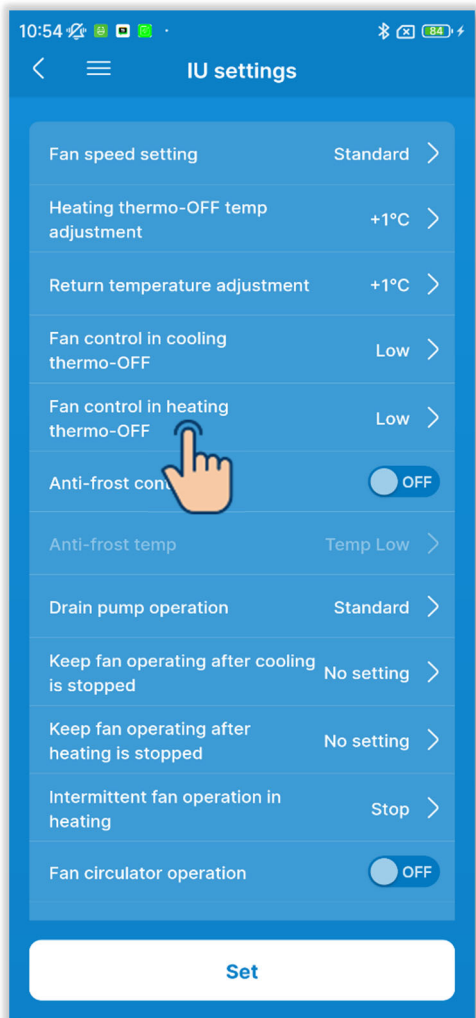 10:54
84
IU settings
Fan speed setting Standard
Heating thermo-OFF temp
adjustment +1°C
Return temperature adjustment +1°C
Fan control in cooling
thermo-OFF Low
Fan control in heating
thermo-OFF Low
Anti-frost OFF
Anti-frost temp Temp Low
Drain pump operation Standard
Keep fan operating after cooling
is stopped No setting
Keep fan operating after
heating is stopped No setting
Intermittent fan operation in
heating Stop
Fan circulator operation OFF
Set